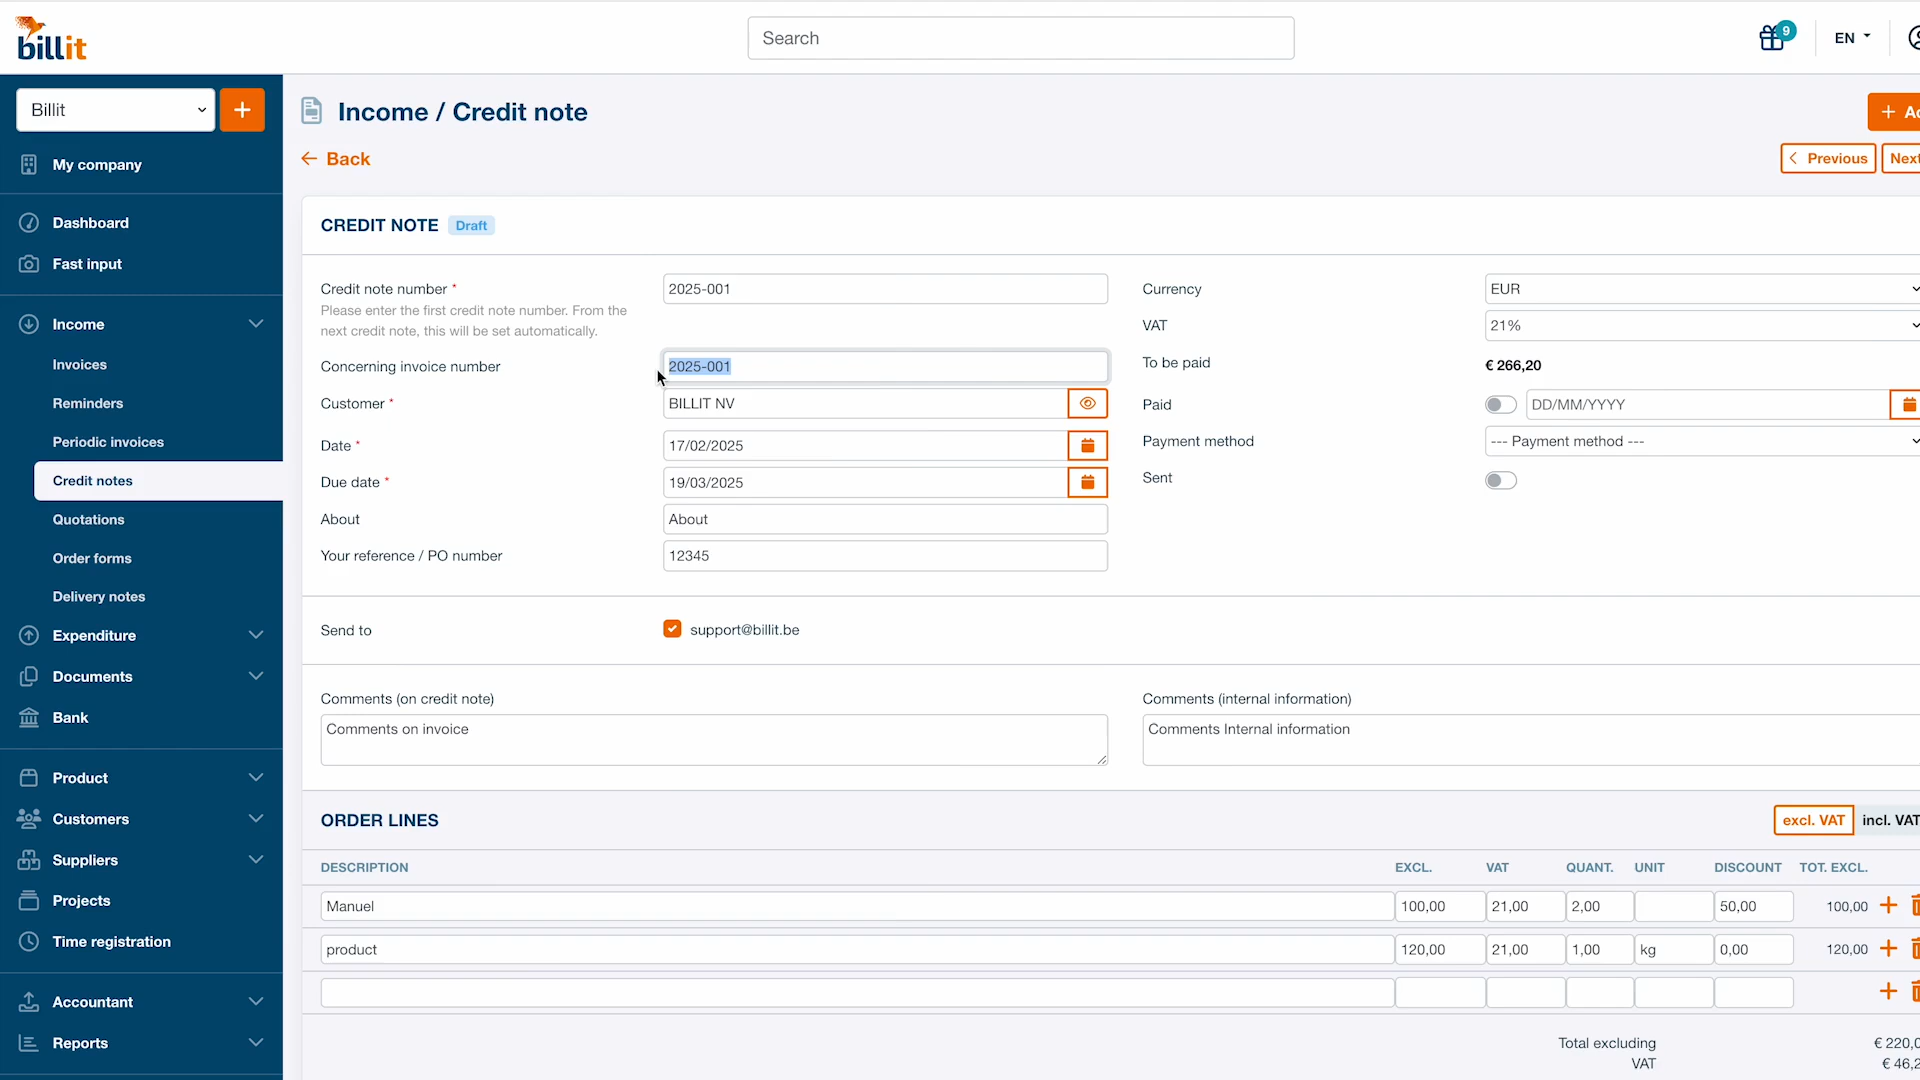 billit
Search
9
EN
Billit
Income / Credit note
My company
Back
Previous
Next
Dashboard
CREDIT NOTE Draft
Fast input
Income
Credit note number *
2025-001
Currency
EUR
Please enter the first credit note number. From the
next credit note, this will be set automatically.
VAT
21%
Invoices
Concerning invoice number
2025-001
To be paid
€ 266,20
Reminders
Customer *
BILLIT NV
Paid
DD/MM/YYYY
Periodic invoices
Date *
17/02/2025
Payment method
--- Payment method ---
Credit notes
Due date *
19/03/2025
Sent
Quotations
About
About
Order forms
Your reference / PO number
12345
Delivery notes
Expenditure
Send to
support@billit.be
Documents
Comments (on credit note)
Comments (internal information)
Bank
Comments on invoice
Comments Internal information
Product
Customers
ORDER LINES
excl. VAT
incl. VAT
Suppliers
DESCRIPTION EXCL. VAT QUANT. UNIT DISCOUNT TOT. EXCL.
Projects
Manuel 100,00 21,00 2,00 50,00 100,00
Time registration
product 120,00 21,00 1,00 kg 0,00 120,00
Accountant
Reports
Total excluding
€ 220,0
VAT
€ 46,2